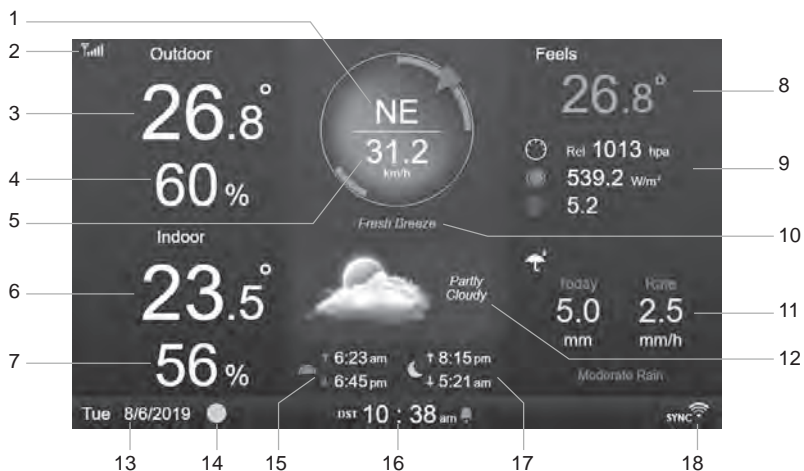 1
2
3
4
5
6
7
8
9
10
11
12
13
14
15
16
17
18
Outdoor
26.8°
60 %
Indoor
23.5°
56 %
NE
31.2
km/h
Fresh Breeze
Partly
Cloudy
↑ 6:23 am
↓ 6:45 pm
↑ 8:15 pm
↓ 5:21 am
Feels
26.8°
Rel 1013 hpa
539.2 W/m²
5.2
Today Rate
5.0 2.5
mm mm/h
Moderate Rain
Tue 8/6/2019
DST 10 : 38 am
SYNC